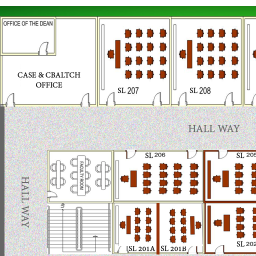 OFFICE OF THE DEAN
CASE & CBALTCH
OFFICE
SL 207
SL 208
HALL WAY
HALL WAY
SL 206
SL 205
SL 201A
SL 201B
SL 202